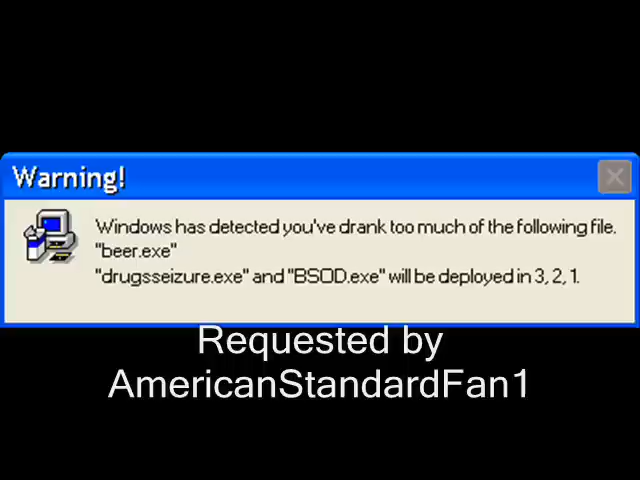 Warning!
Windows has detected you've drank too much of the following file.
"beer.exe"
"drugsseizure.exe" and "BSOD.exe" will be deployed in 3, 2, 1.
Requested by
AmericanStandardFan1